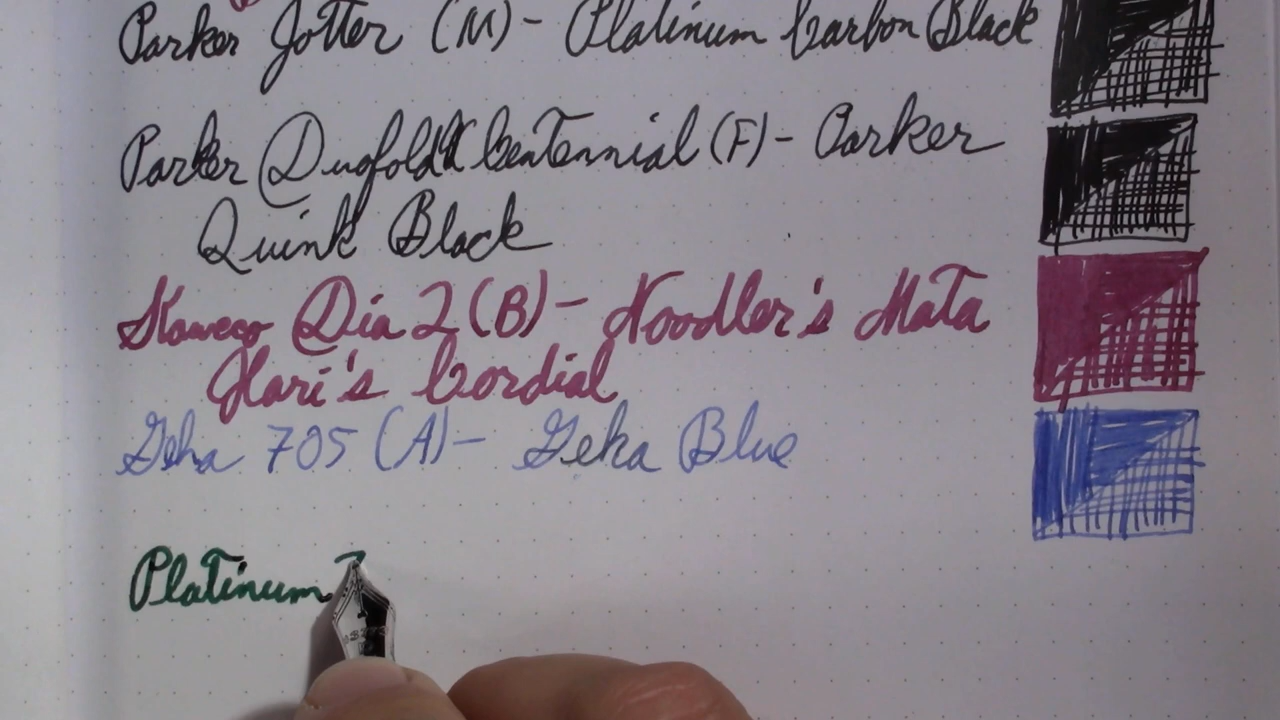 Parker Jotter (M) - Platinum Carbon Black
Parker Duofold Centennial (F) - Parker
Quink Black
Kaweco Dia 2 (B) - Noodler's Mata
Hari's Cordial
Geha 705 (A) - Geha Blue
Platinum